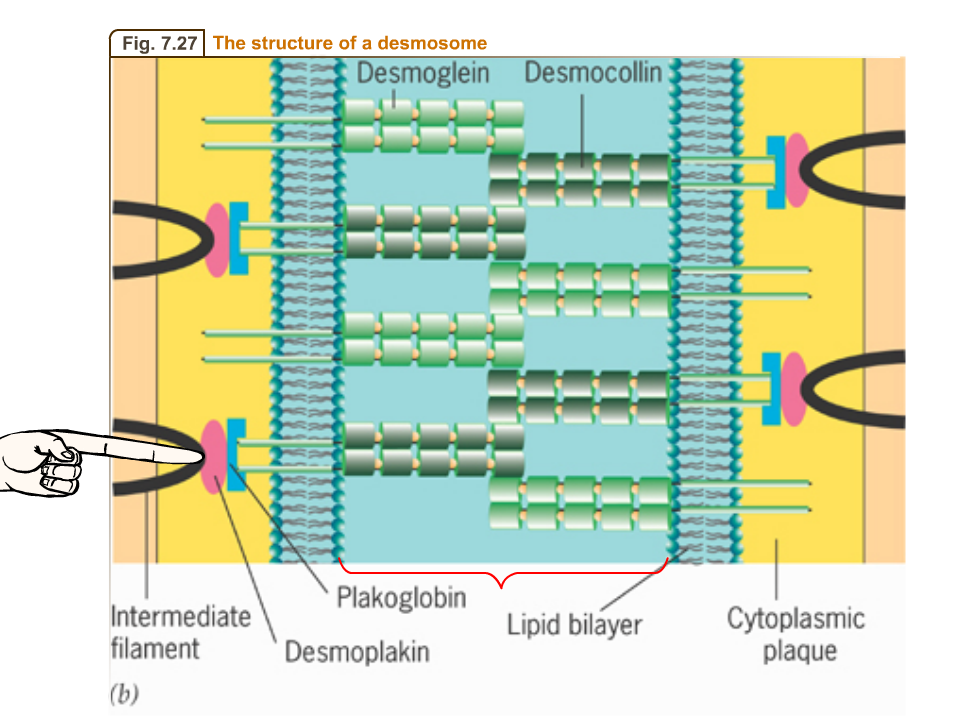 Fig. 7.27 The structure of a desmosome
Desmoglein Desmocollin
Plakoglobin
Intermediate
filament
Desmoplakin
Lipid bilayer
Cytoplasmic
plaque
(b)